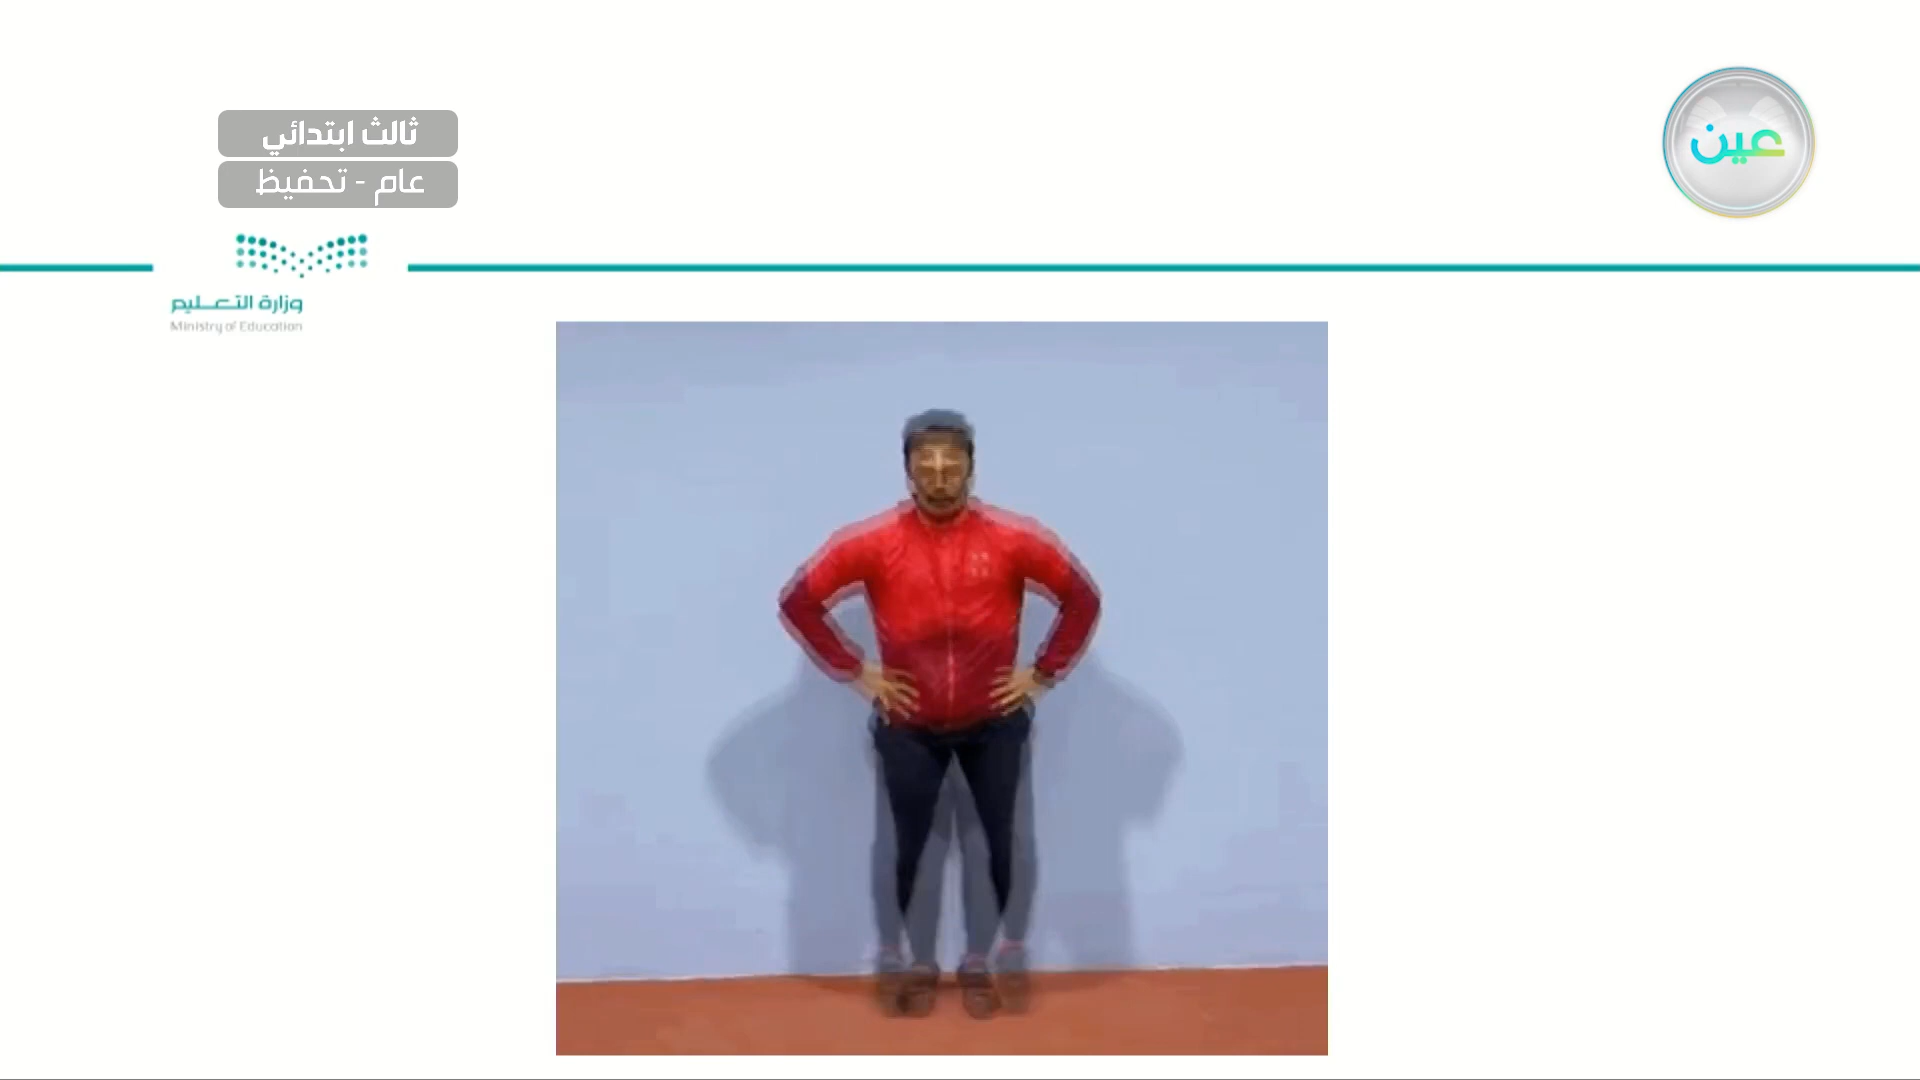 ثالث ابتدائي
عام - تحفيظ
عين
وزارة التعليم
Ministry of Education